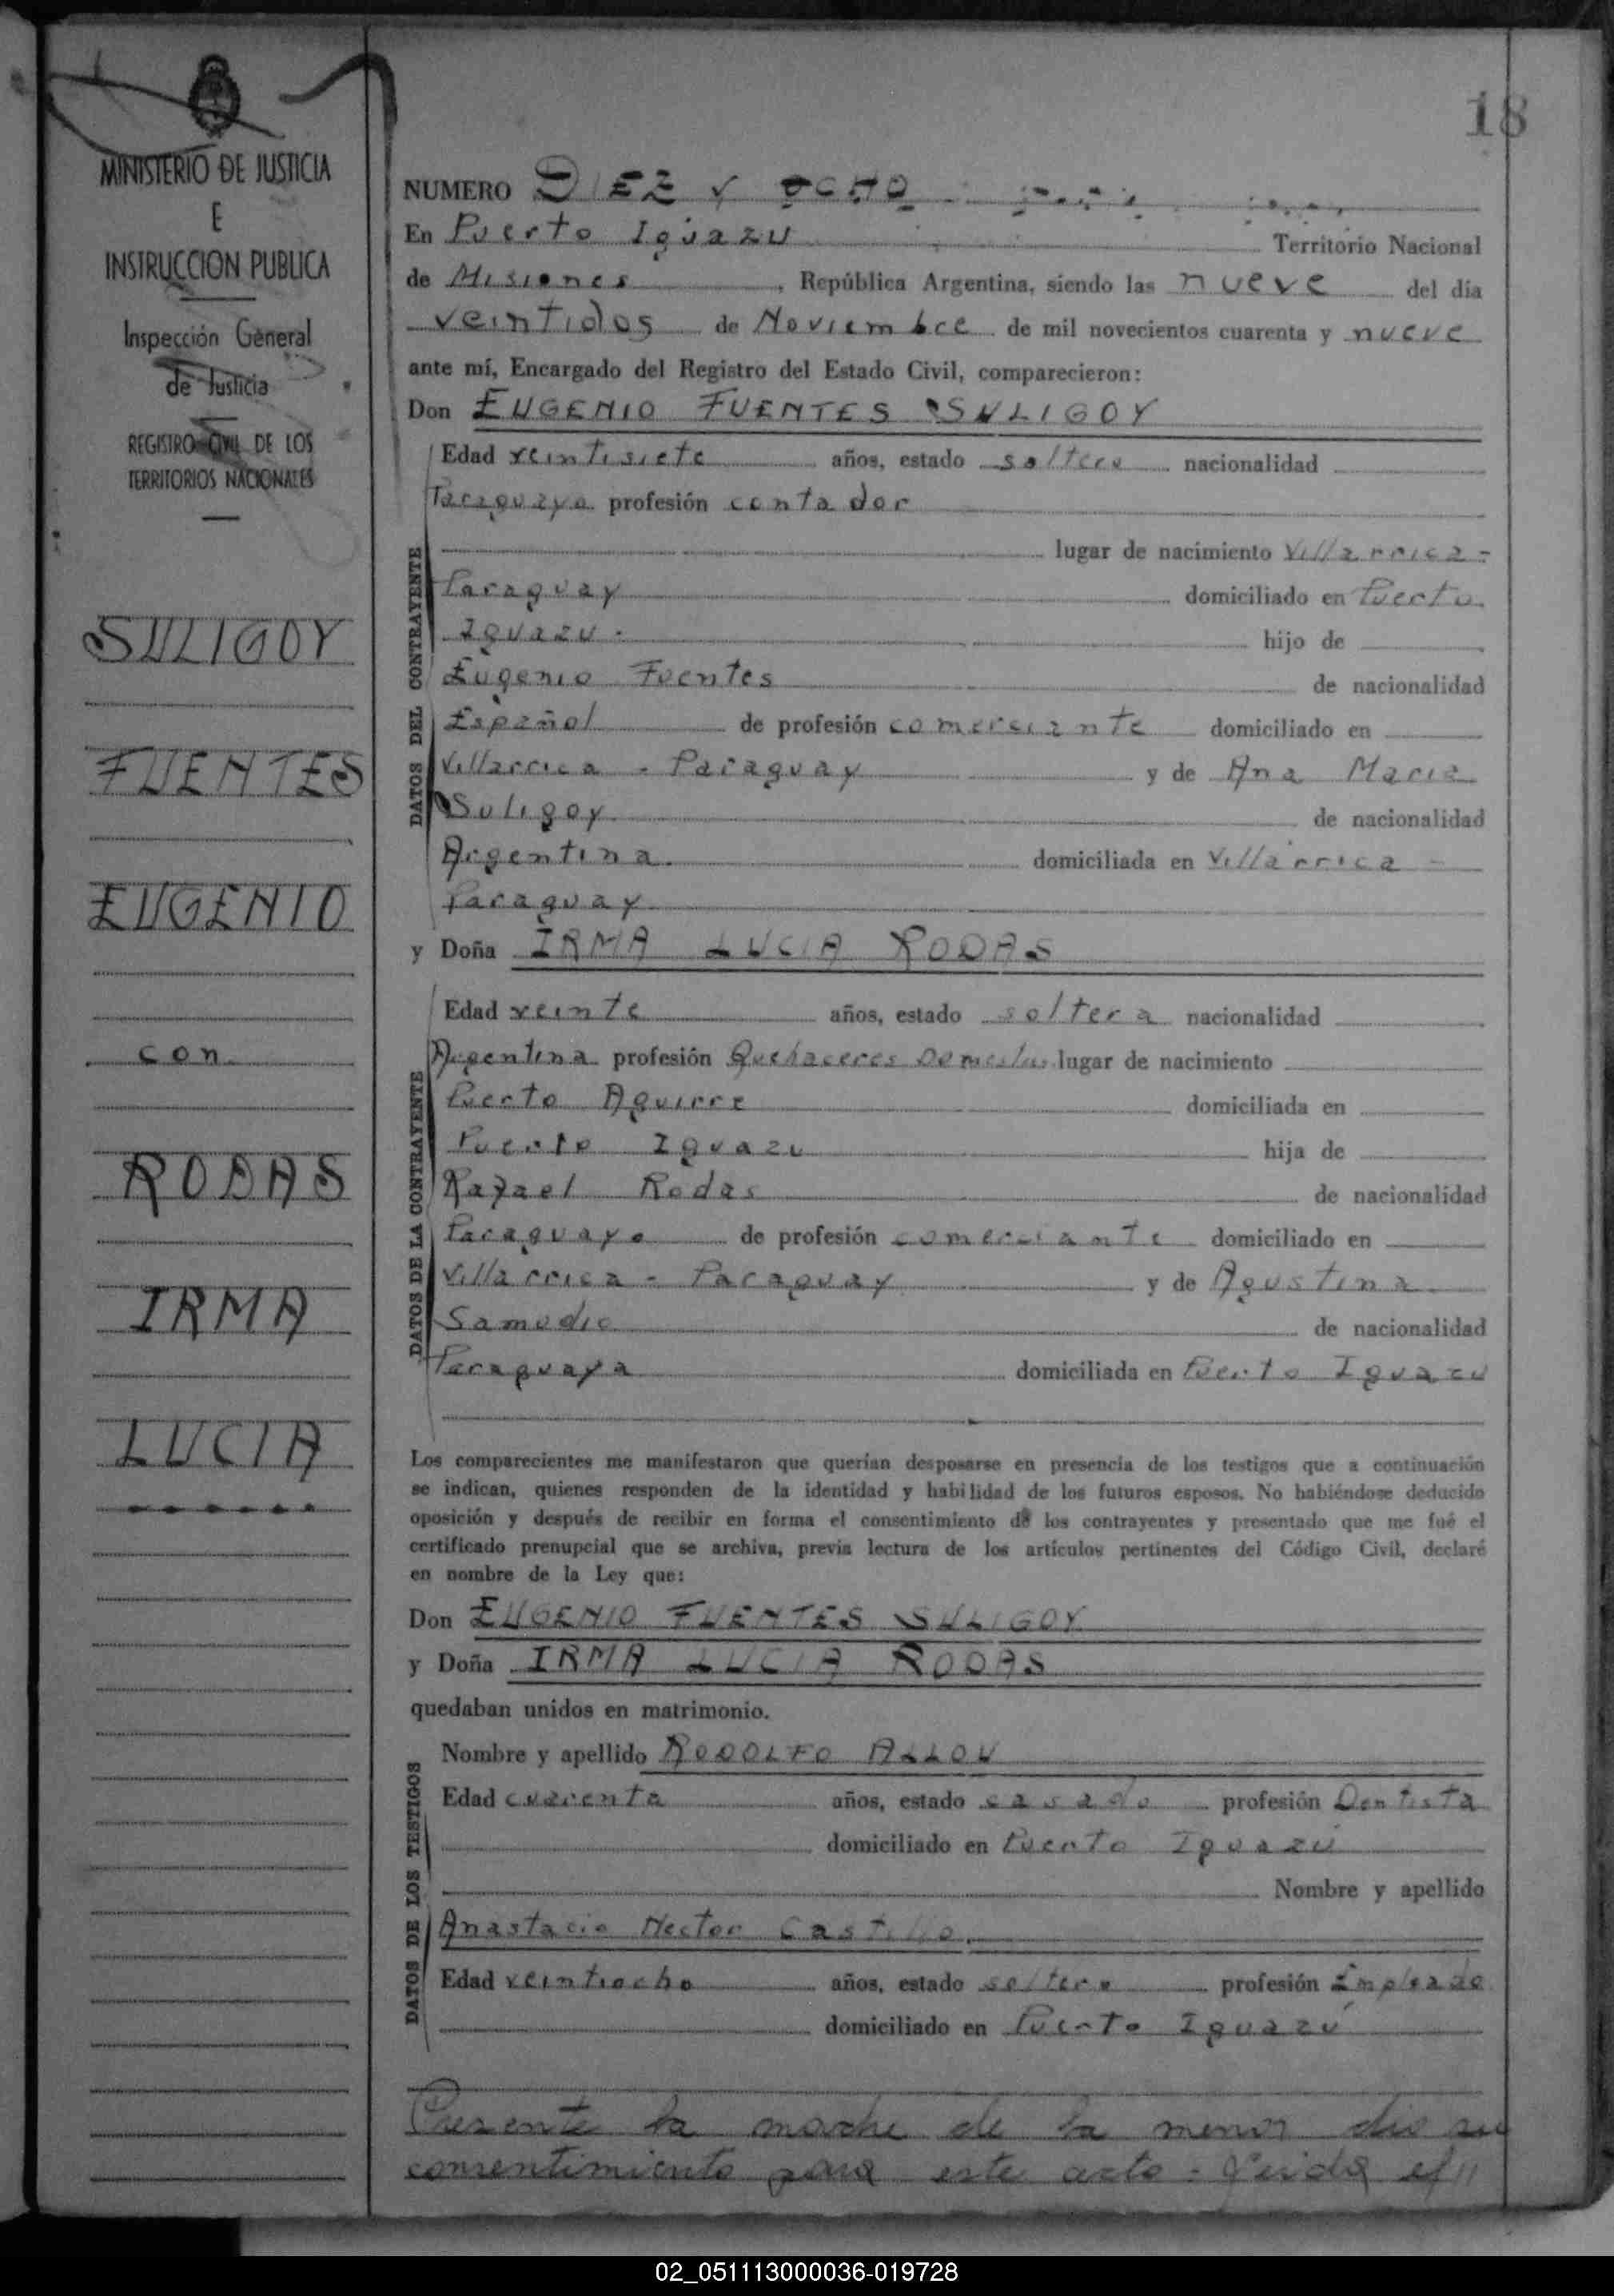 18
MINISTERIO DE JUSTICIA
E
INSTRUCCION PUBLICA
Inspección General
de Justicia
REGISTRO CIVIL DE LOS
TERRITORIOS NACIONALES
SULIGOY
FUENTES
EUGENIO
con
RODAS
IRMA
LUCIA
NUMERO DIEZ y OCHO
En Puerto Iguazu Territorio Nacional
de Misiones, República Argentina, siendo las nueve del día
veintidos de Noviembre de mil novecientos cuarenta y nueve
ante mí, Encargado del Registro del Estado Civil, comparecieron:
Don EUGENIO FUENTES SULIGOY
DATOS DEL CONTRAYENTE
Edad veintisiete años, estado soltero nacionalidad
Paraguaya profesión contador
lugar de nacimiento Villarrica -
Paraguay domiciliado en Puerto
Iguazu. hijo de
Eugenio Fuentes de nacionalidad
Español de profesión comerciante domiciliado en
Villarrica - Paraguay y de Ana Maria
Suligoy de nacionalidad
Argentina. domiciliada en Villarrica -
Paraguay
y Doña IRMA LUCIA RODAS
DATOS DE LA CONTRAYENTE
Edad veinte años, estado soltera nacionalidad
Argentina profesión Quehaceres lugar de nacimiento
Puerto Aguirre domiciliada en
Puerto Iguazu hija de
Rafael Rodas de nacionalidad
Paraguayo de profesión comerciante domiciliado en
Villarrica - Paraguay y de Agustina
Samudio de nacionalidad
Paraguaya domiciliada en Puerto Iguazu
Los comparecientes me manifestaron que querían desposarse en presencia de los testigos que a continuación
se indican, quienes responden de la identidad y habilidad de los futuros esposos. No habiéndose deducido
oposición y después de recibir en forma el consentimiento de los contrayentes y presentado que me fué el
certificado prenupcial que se archiva, previa lectura de los artículos pertinentes del Código Civil, declaré
en nombre de la Ley que:
Don EUGENIO FUENTES SULIGOY
y Doña IRMA LUCIA RODAS
quedaban unidos en matrimonio.
DATOS DE LOS TESTIGOS
Nombre y apellido RODOLFO ALLOU
Edad cuarenta años, estado casado profesión Dentista
domiciliado en Puerto Iguazú
Nombre y apellido
Anastacio Hector Castillo.
Edad veintiocho años, estado soltero profesión Empleado
domiciliado en Puerto Iguazú
Presente la madre de la menor dio su
consentimiento para este acto - Leida el
02_051113000036-019728